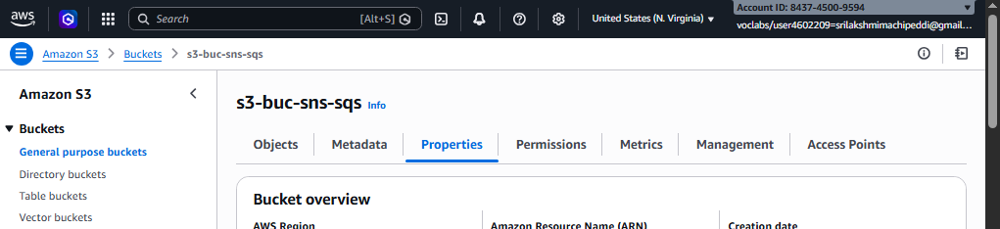 aws
Search
[Alt+S]
United States (N. Virginia)
Account ID: 8437-4500-9594
voclabs/user4602209=srilakshmimachipeddi@gmail...
Amazon S3
Buckets
s3-buc-sns-sqs
Amazon S3
Buckets
General purpose buckets
Directory buckets
Table buckets
Vector buckets
s3-buc-sns-sqs Info
Objects Metadata Properties Permissions Metrics Management Access Points
Bucket overview
AWS Region Amazon Resource Name (ARN) Creation date